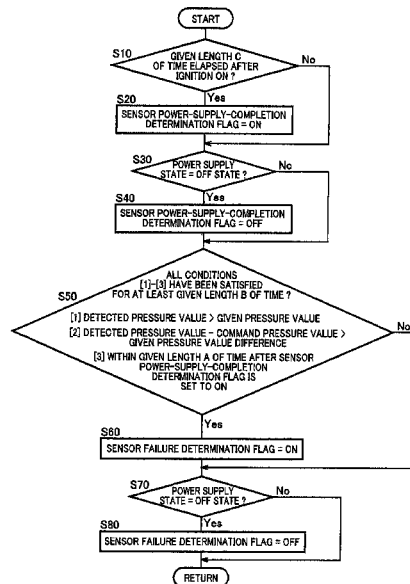 START
S10
GIVEN LENGTH C
OF TIME ELAPSED AFTER
IGNITION ON ?
No
Yes
S20
SENSOR POWER-SUPPLY-COMPLETION
DETERMINATION FLAG = ON
S30
POWER SUPPLY
STATE = OFF STATE ?
No
Yes
S40
SENSOR POWER-SUPPLY-COMPLETION
DETERMINATION FLAG = OFF
S50
ALL CONDITIONS
[1]-[3] HAVE BEEN SATISFIED
FOR AT LEAST GIVEN LENGTH B OF TIME ?
[1] DETECTED PRESSURE VALUE > GIVEN PRESSURE VALUE
[2] DETECTED PRESSURE VALUE - COMMAND PRESSURE VALUE >
GIVEN PRESSURE VALUE DIFFERENCE
[3] WITHIN GIVEN LENGTH A OF TIME AFTER SENSOR
POWER-SUPPLY-COMPLETION
DETERMINATION FLAG IS
SET TO ON
No
Yes
S60
SENSOR FAILURE DETERMINATION FLAG = ON
S70
POWER SUPPLY
STATE = OFF STATE ?
No
Yes
S80
SENSOR FAILURE DETERMINATION FLAG = OFF
RETURN